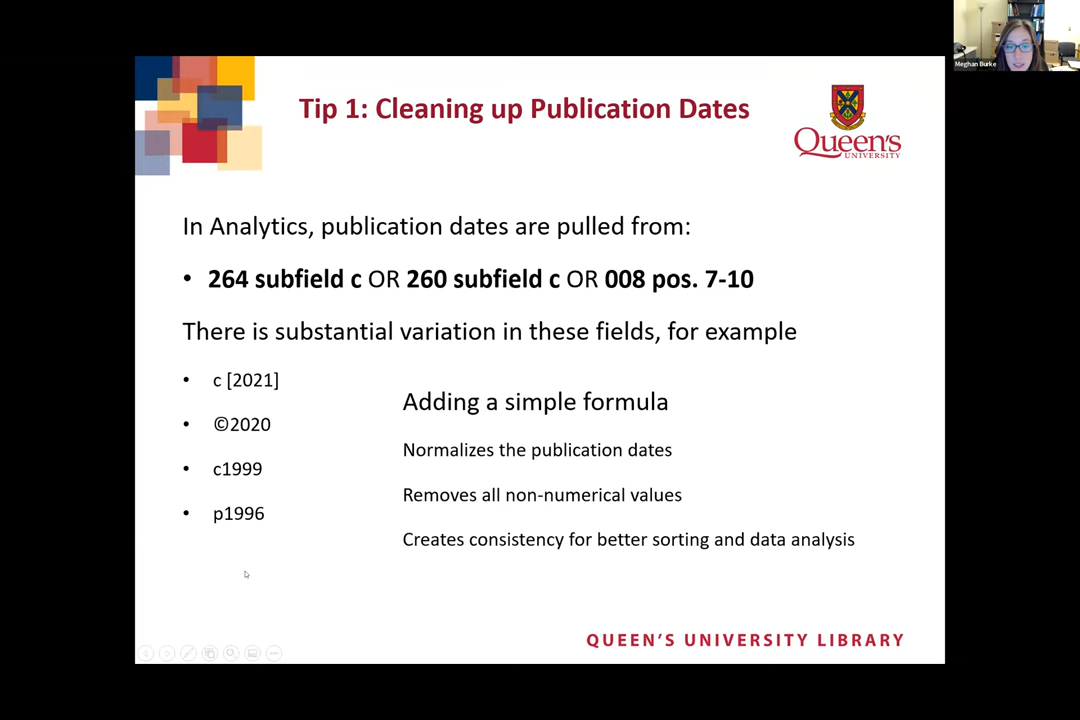 Meghan Burke
Tip 1: Cleaning up Publication Dates
Queen's
UNIVERSITY
In Analytics, publication dates are pulled from:
• 264 subfield c OR 260 subfield c OR 008 pos. 7-10
There is substantial variation in these fields, for example
• c [2021]
• ©2020
• c1999
• p1996
Adding a simple formula
Normalizes the publication dates
Removes all non-numerical values
Creates consistency for better sorting and data analysis
QUEEN'S UNIVERSITY LIBRARY